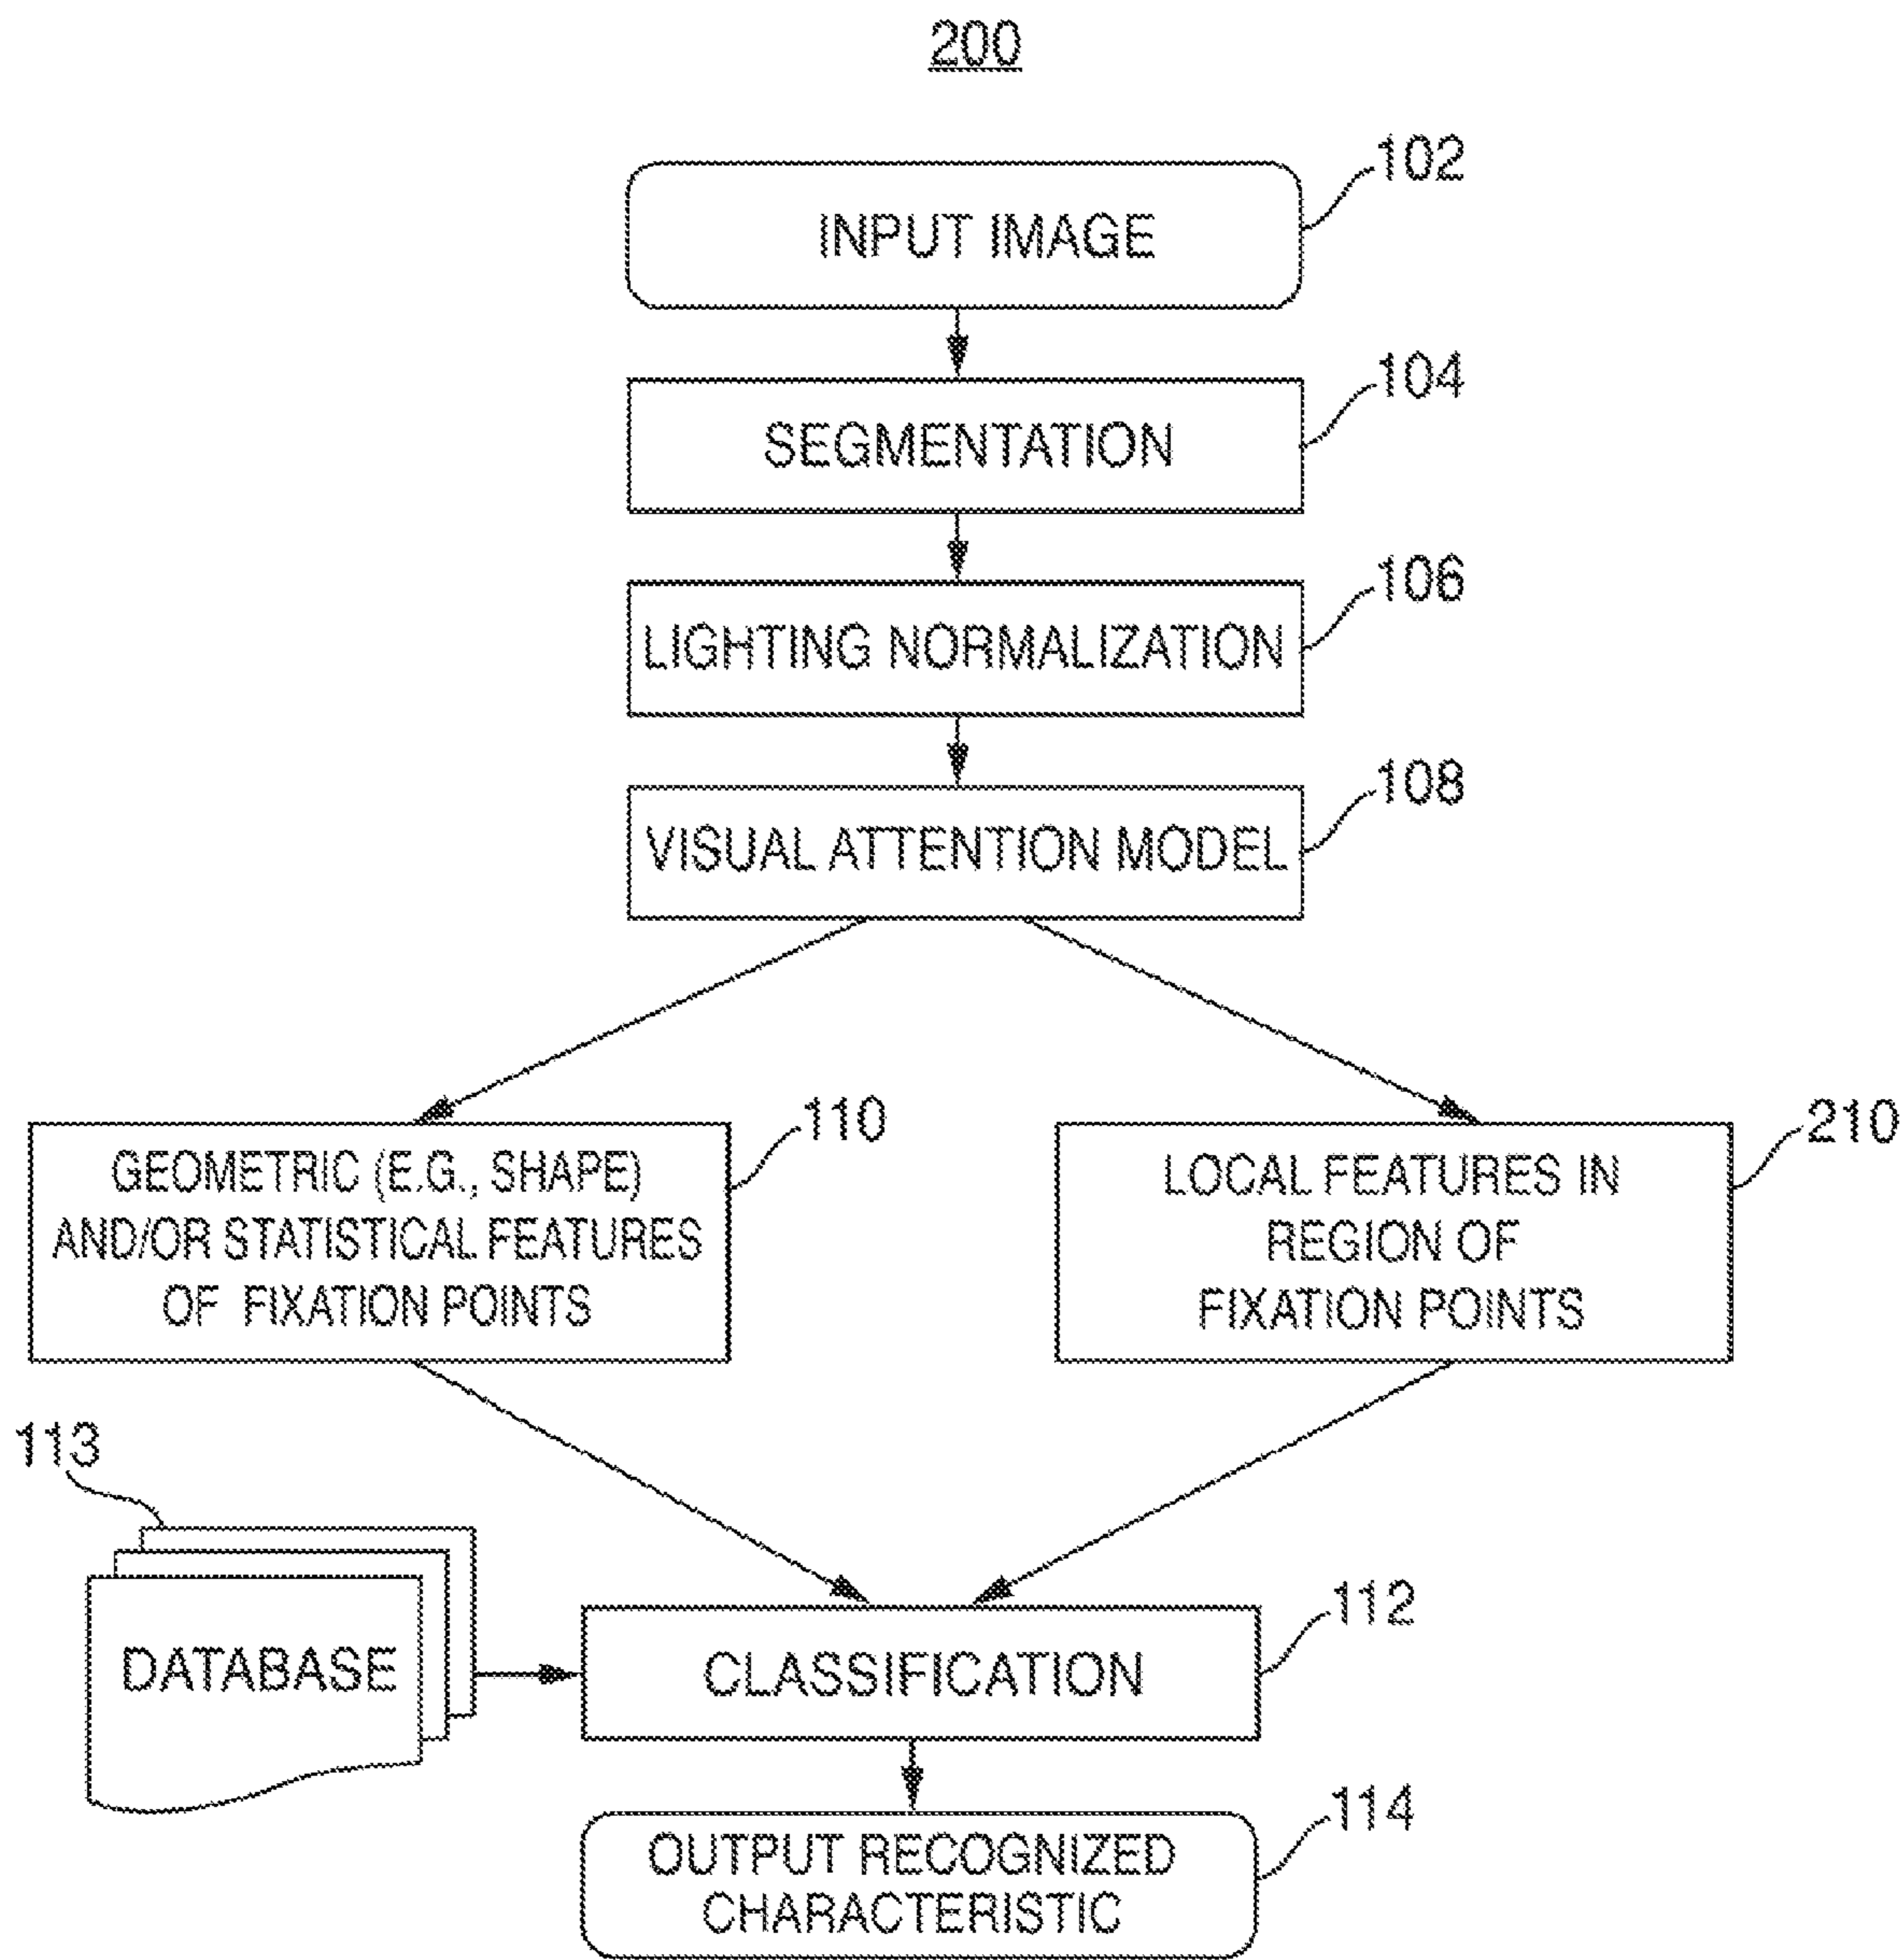 200
102
INPUT IMAGE
104
SEGMENTATION
106
LIGHTING NORMALIZATION
108
VISUAL ATTENTION MODEL
110
GEOMETRIC (E.G., SHAPE)
AND/OR STATISTICAL FEATURES
OF FIXATION POINTS
210
LOCAL FEATURES IN
REGION OF
FIXATION POINTS
113
DATABASE
112
CLASSIFICATION
114
OUTPUT RECOGNIZED
CHARACTERISTIC